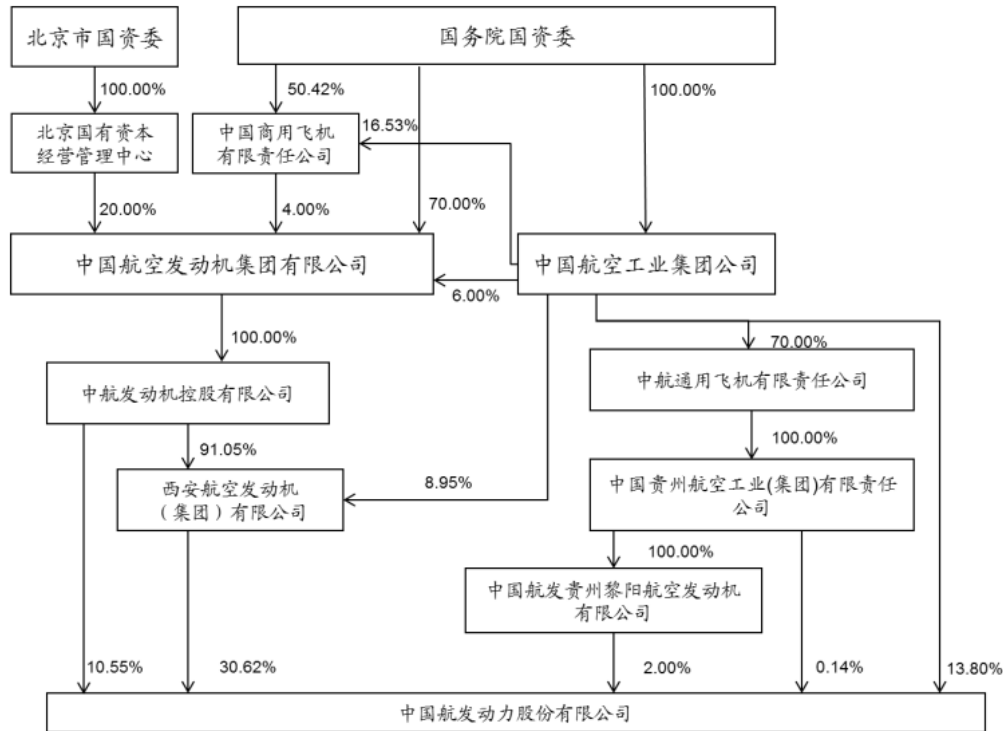 北京市国资委
国务院国资委
100.00%
50.42%
100.00%
北京国有资本
经营管理中心
中国商用飞机
有限责任公司
16.53%
20.00%
4.00%
70.00%
中国航空发动机集团有限公司
中国航空工业集团公司
6.00%
100.00%
70.00%
中航发动机控股有限公司
中航通用飞机有限责任公司
91.05%
100.00%
西安航空发动机
（集团）有限公司
8.95%
中国贵州航空工业(集团)有限责任
公司
100.00%
中国航发贵州黎阳航空发动机
有限公司
10.55%
30.62%
2.00%
0.14%
13.80%
中国航发动力股份有限公司